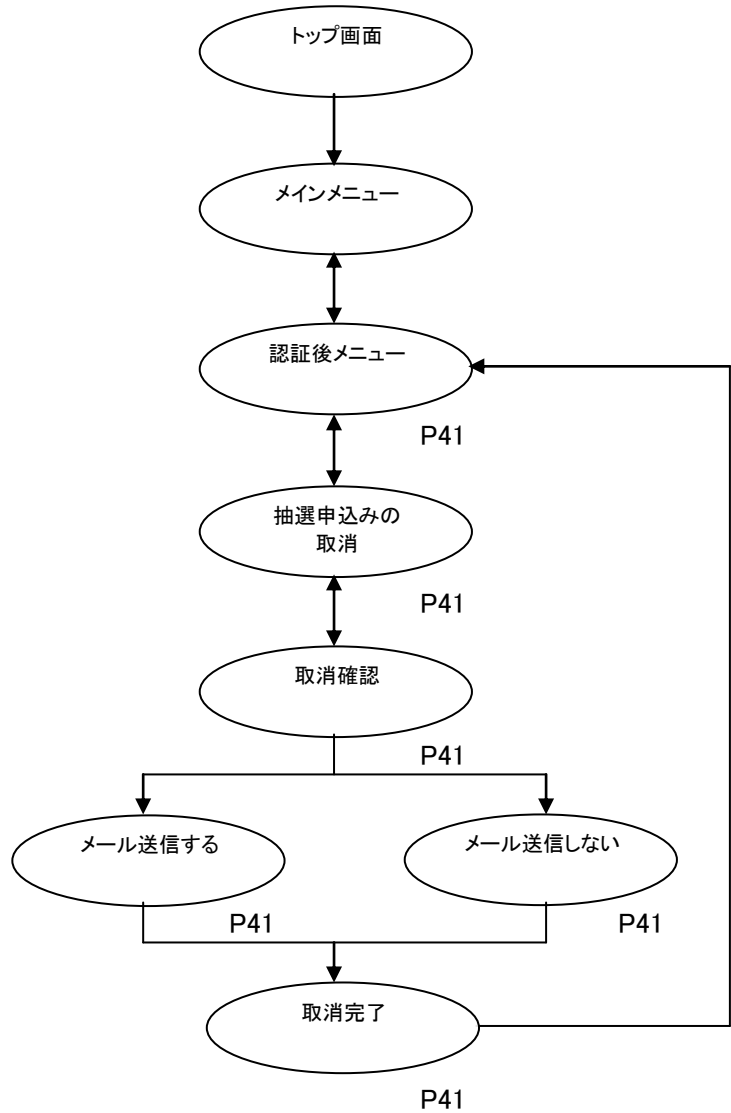 トップ画面
メインメニュー
認証後メニュー
P41
抽選申込みの
取消
P41
取消確認
P41
メール送信する
メール送信しない
P41
P41
取消完了
P41